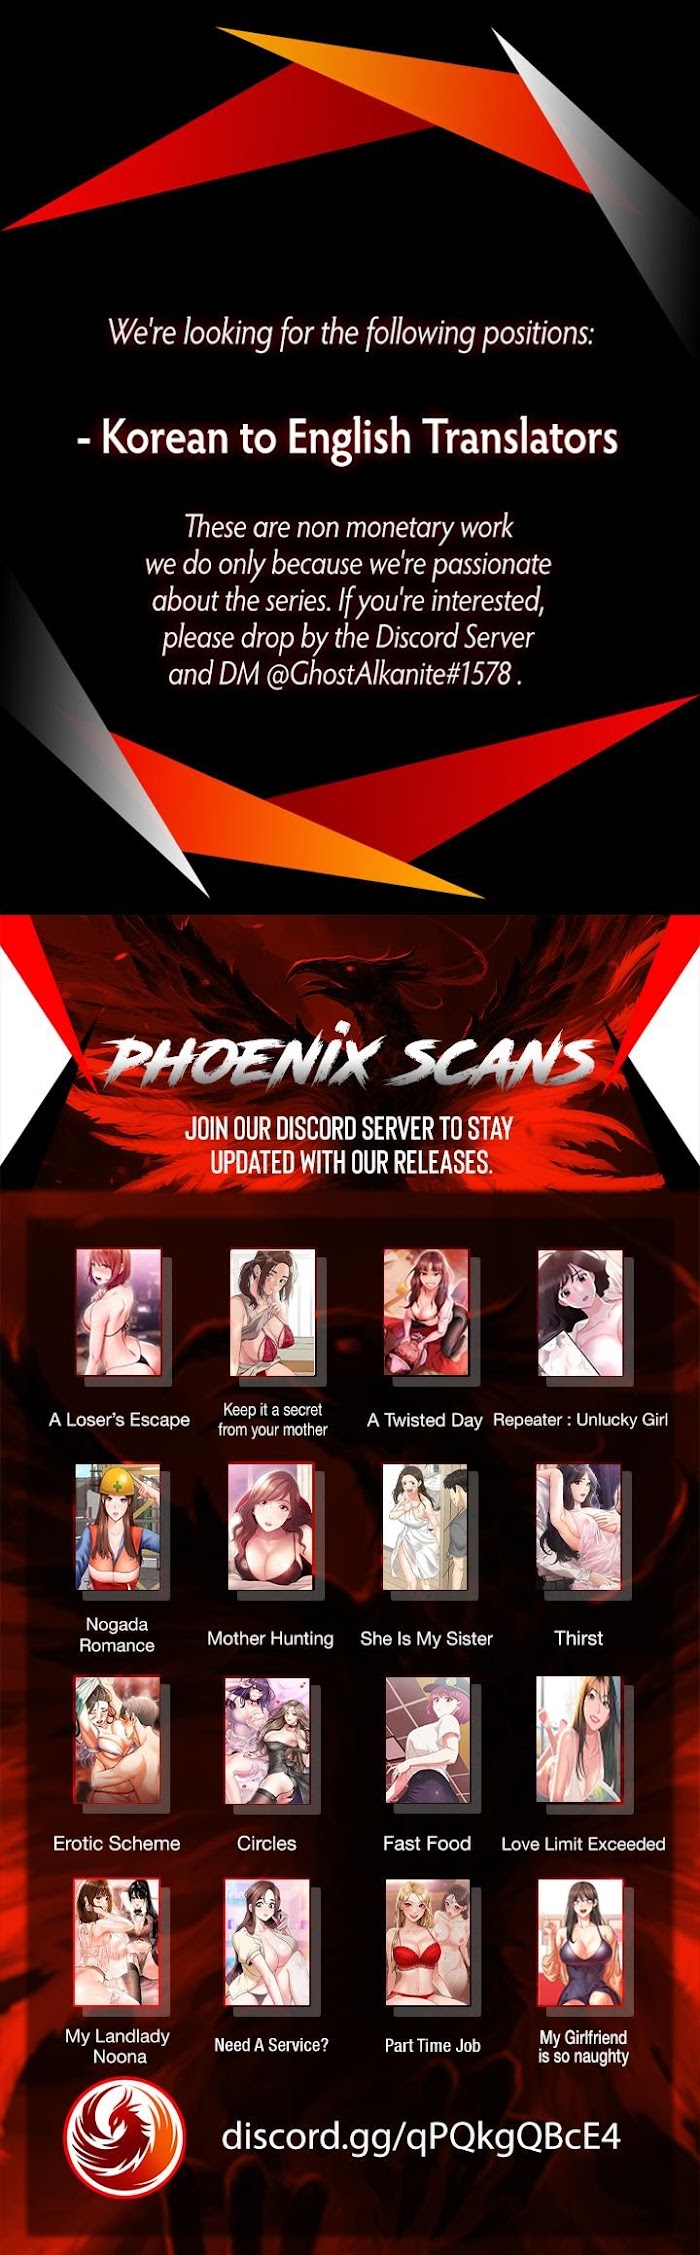 We're looking for the following positions:
- Korean to English Translators
These are non monetary work
we do only because we're passionate
about the series. If you're interested,
please drop by the Discord Server
and DM @GhostAlkanite#1578 .
PHOENIX SCANS
JOIN OUR DISCORD SERVER TO STAY
UPDATED WITH OUR RELEASES.
A Loser's Escape
Keep it a secret
from your mother
A Twisted Day
Repeater : Unlucky Girl
Nogada
Romance
Mother Hunting
She Is My Sister
Thirst
Erotic Scheme
Circles
Fast Food
Love Limit Exceeded
My Landlady
Noona
Need A Service?
Part Time Job
My Girlfriend
is so naughty
discord.gg/qPQkgQBcE4